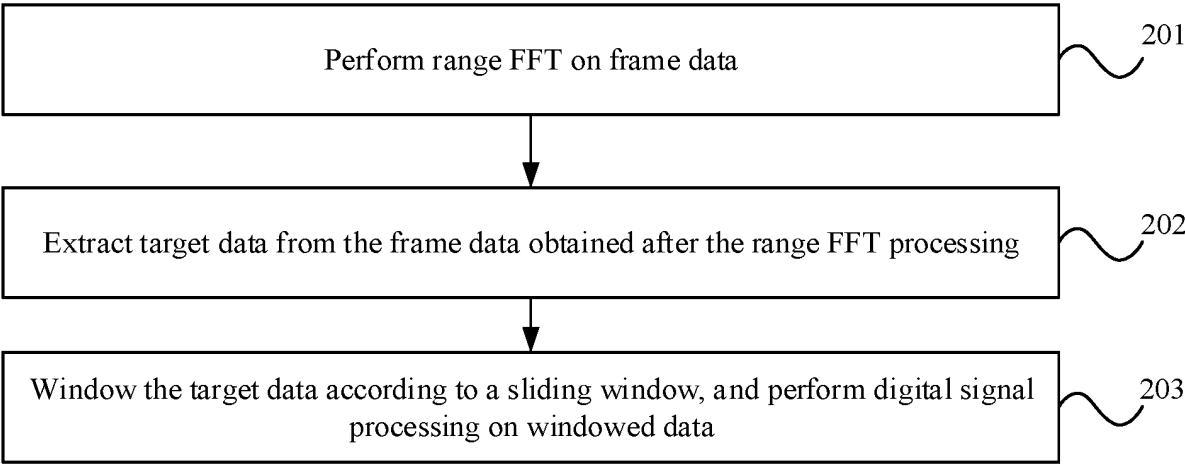 Perform range FFT on frame data
201
Extract target data from the frame data obtained after the range FFT processing
202
Window the target data according to a sliding window, and perform digital signal
processing on windowed data
203